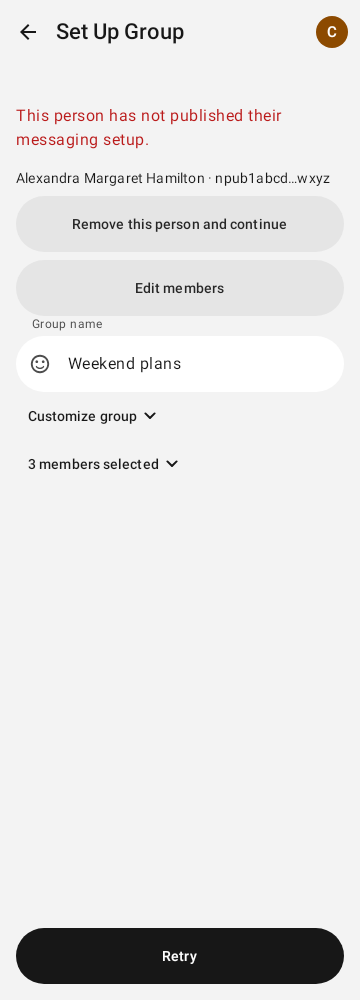 Set Up Group
C
This person has not published their
messaging setup.
Alexandra Margaret Hamilton · npub1abcd…wxyz
Remove this person and continue
Edit members
Group name
Weekend plans
Customize group
3 members selected
Retry